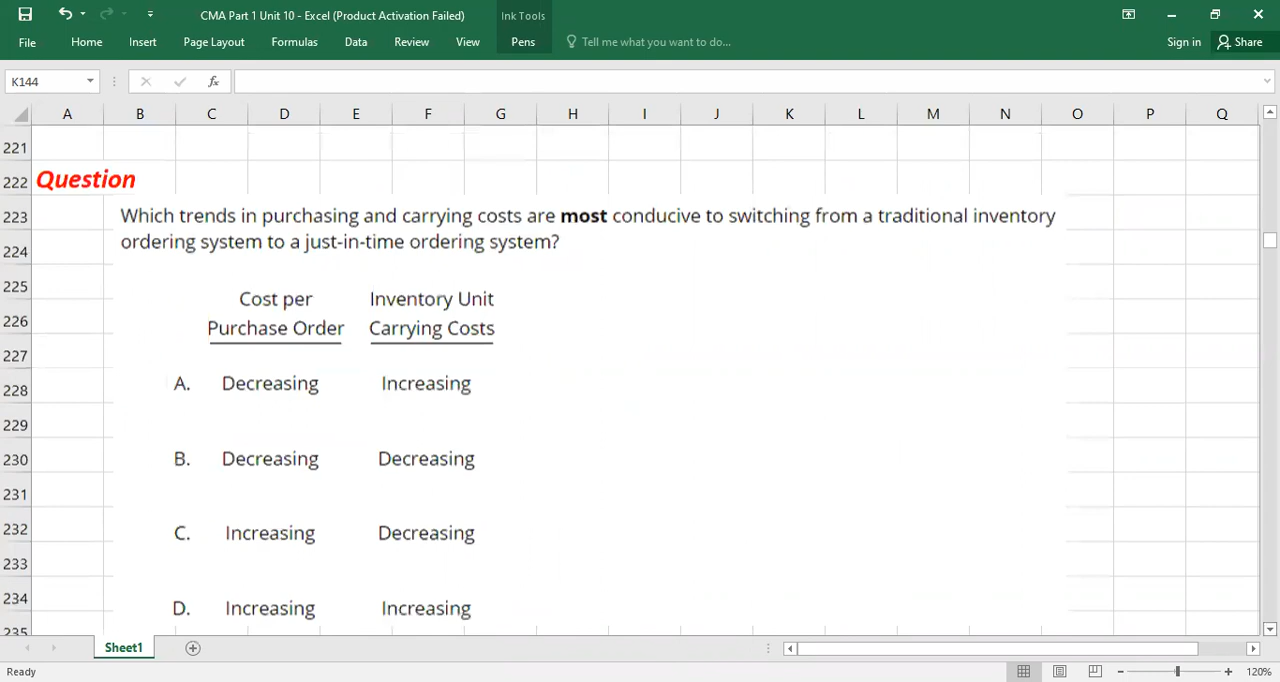 CMA Part 1 Unit 10 - Excel (Product Activation Failed)
Ink Tools
File
Home
Insert
Page Layout
Formulas
Data
Review
View
Pens
Tell me what you want to do...
Sign in
Share
K144
fx
A B C D E F G H I J K L M N O P Q
221
222
Question
223
Which trends in purchasing and carrying costs are most conducive to switching from a traditional inventory
224
ordering system to a just-in-time ordering system?
225
Cost per Inventory Unit
226
Purchase Order Carrying Costs
227
228
A. Decreasing Increasing
229
230
B. Decreasing Decreasing
231
232
C. Increasing Decreasing
233
234
D. Increasing Increasing
235
Sheet1
Ready
120%